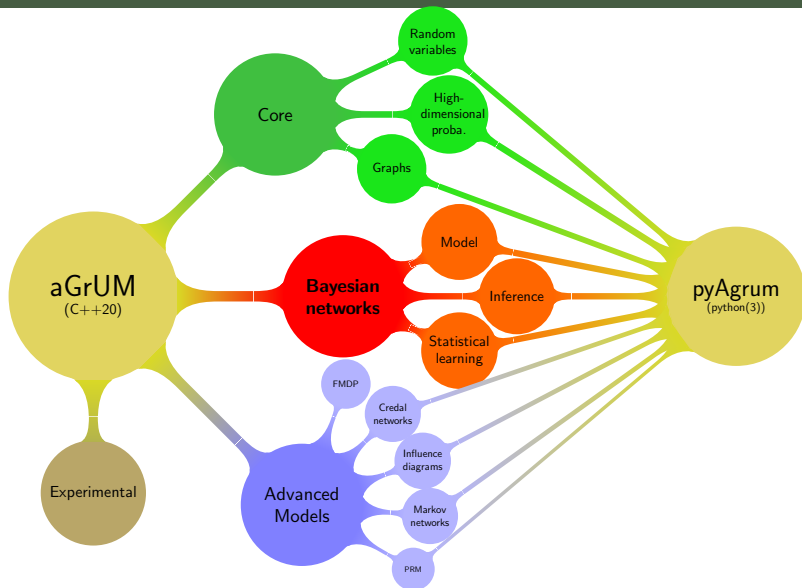 Random
variables
Core
High-
dimensional
proba.
Graphs
Model
aGrUM
(C++20)
Bayesian
networks
Inference
pyAgrum
(python(3))
Statistical
learning
FMDP
Credal
networks
Influence
diagrams
Experimental
Advanced
Models
Markov
networks
PRM